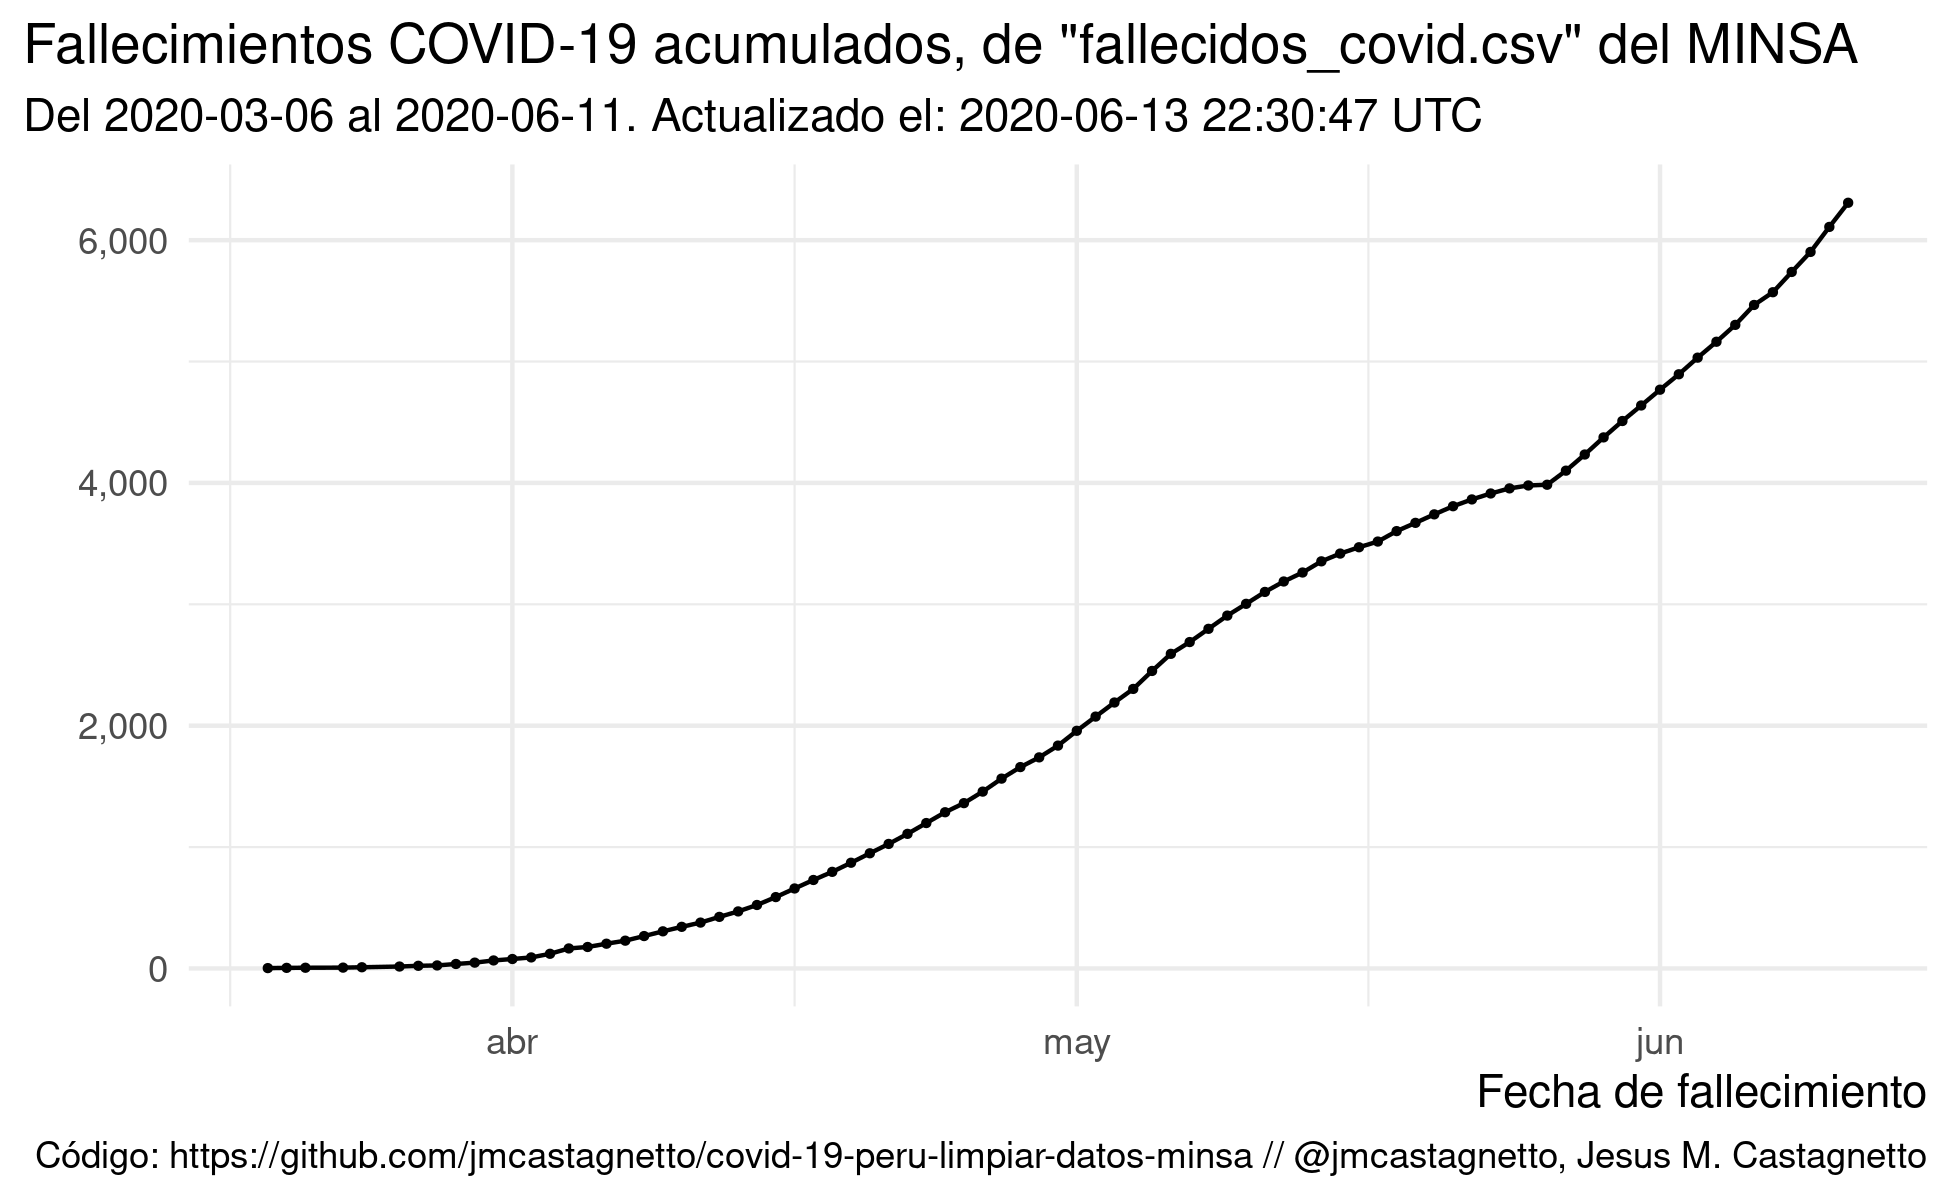 Fallecimientos COVID-19 acumulados, de "fallecidos_covid.csv" del MINSA
Del 2020-03-06 al 2020-06-11. Actualizado el: 2020-06-13 22:30:47 UTC
6,000
4,000
2,000
0
abr may jun
Fecha de fallecimiento
Código: https://github.com/jmcastagnetto/covid-19-peru-limpiar-datos-minsa // @jmcastagnetto, Jesus M. Castagnetto